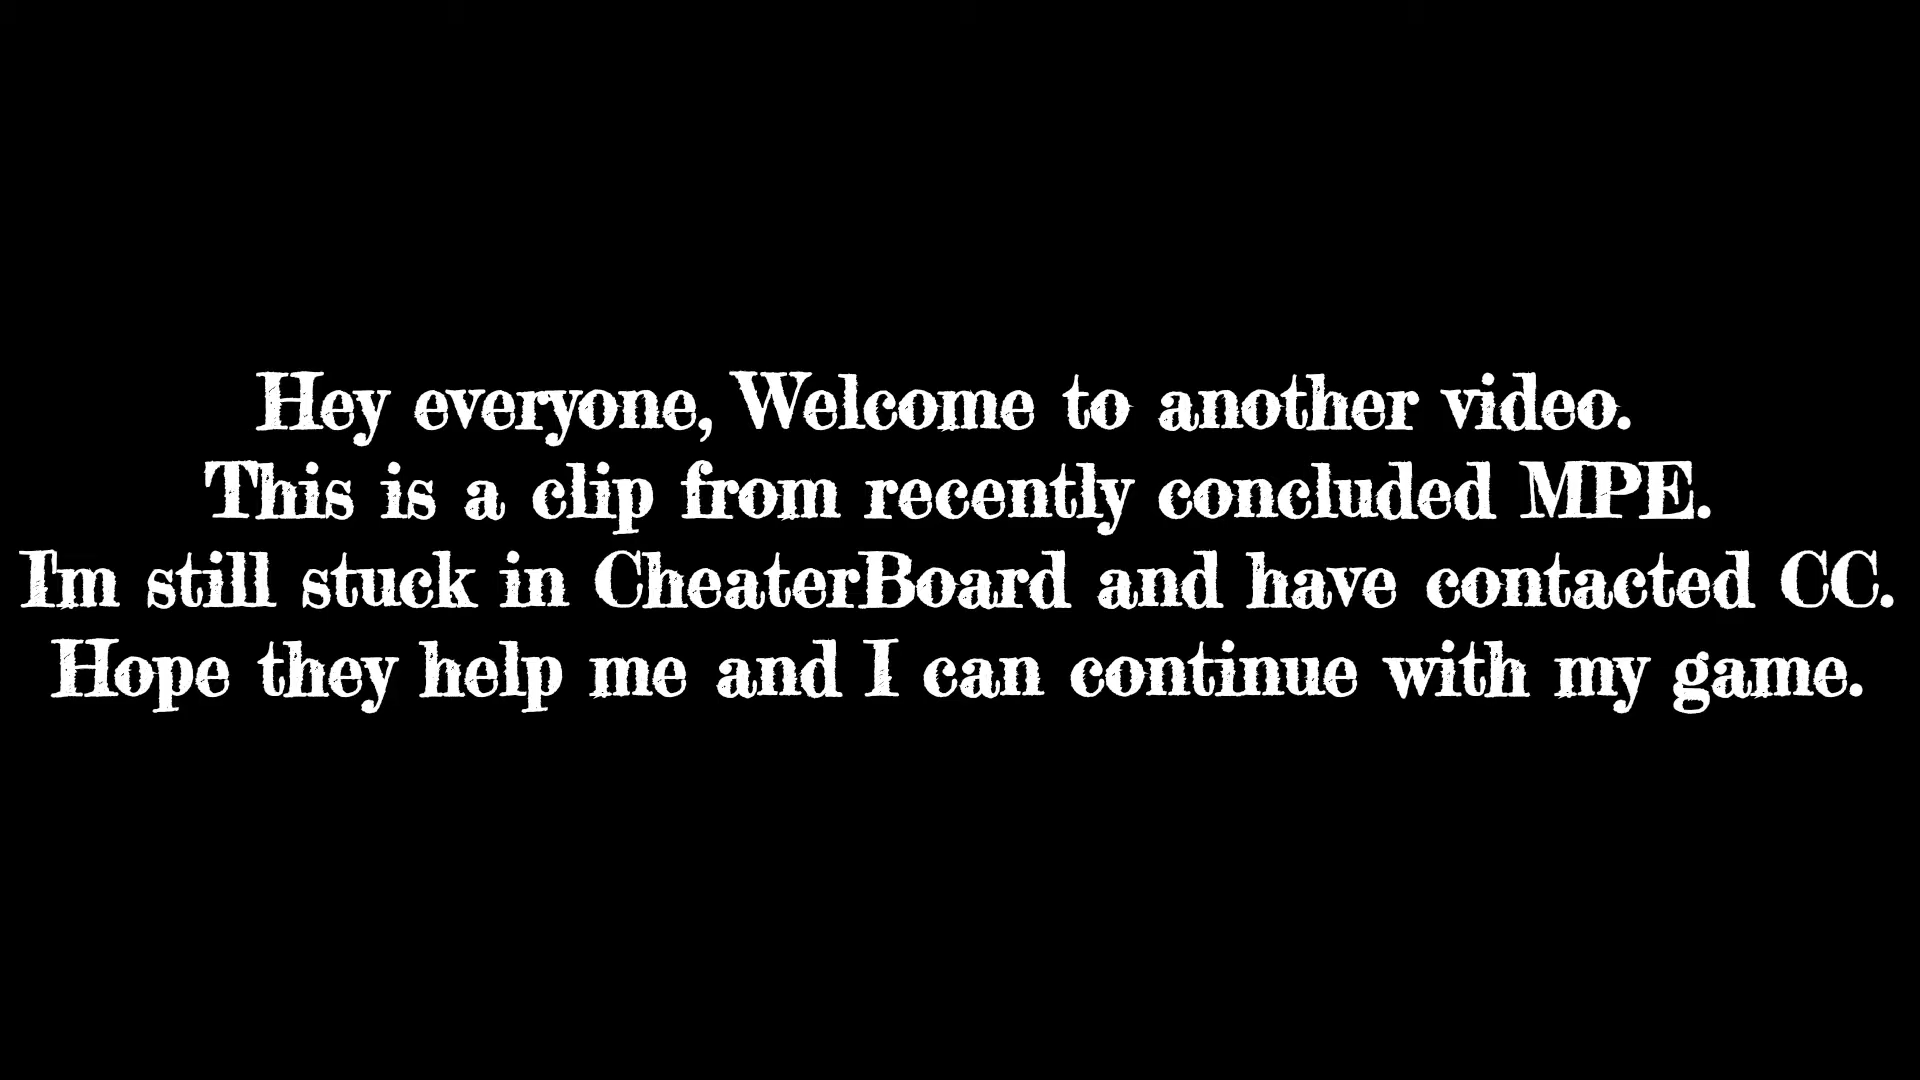 Hey everyone, Welcome to another video.
This is a clip from recently concluded MPE.
I'm still stuck in CheaterBoard and have contacted CC.
Hope they help me and I can continue with my game.